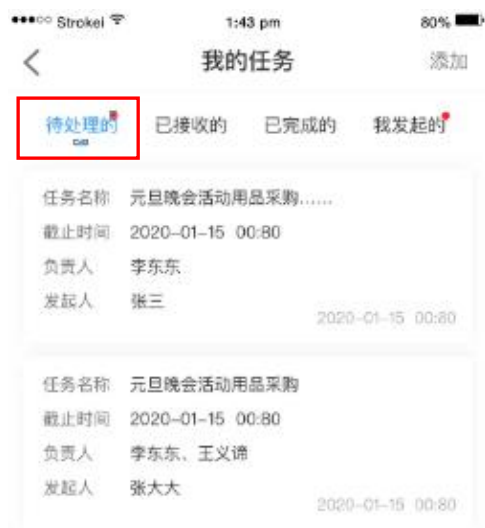 Strokel 1:43 pm 80%
我的任务 添加
待处理的 已接收的 已完成的 我发起的
任务名称 元旦晚会活动用品采购......
截止时间 2020-01-15 00:80
负责人 李东东
发起人 张三
2020-01-15 00:80
任务名称 元旦晚会活动用品采购
截止时间 2020-01-15 00:80
负责人 李东东、王义谛
发起人 张大大
2020-01-15 00:80